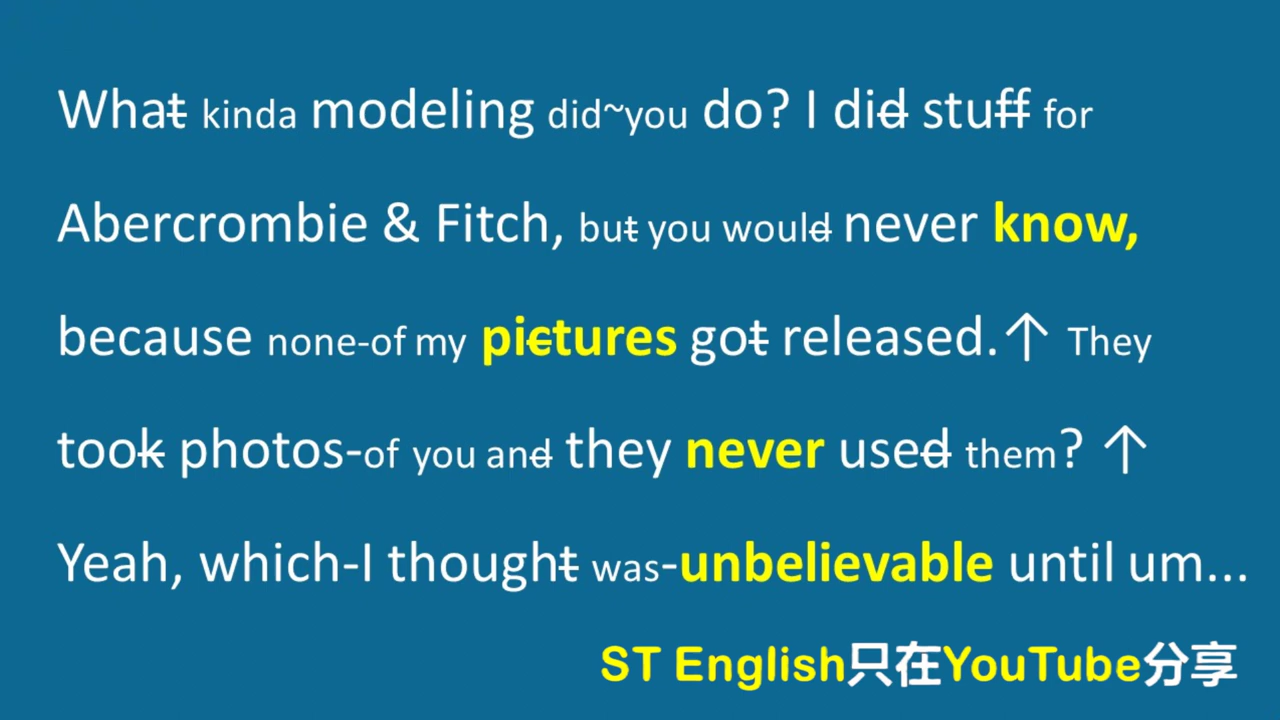 What kinda modeling did~you do? I did stuff for
Abercrombie & Fitch, but you would never know,
because none-of my pictures got released.↑ They
took photos-of you and they never used them? ↑
Yeah, which-I thought was-unbelievable until um...
ST English只在YouTube分享